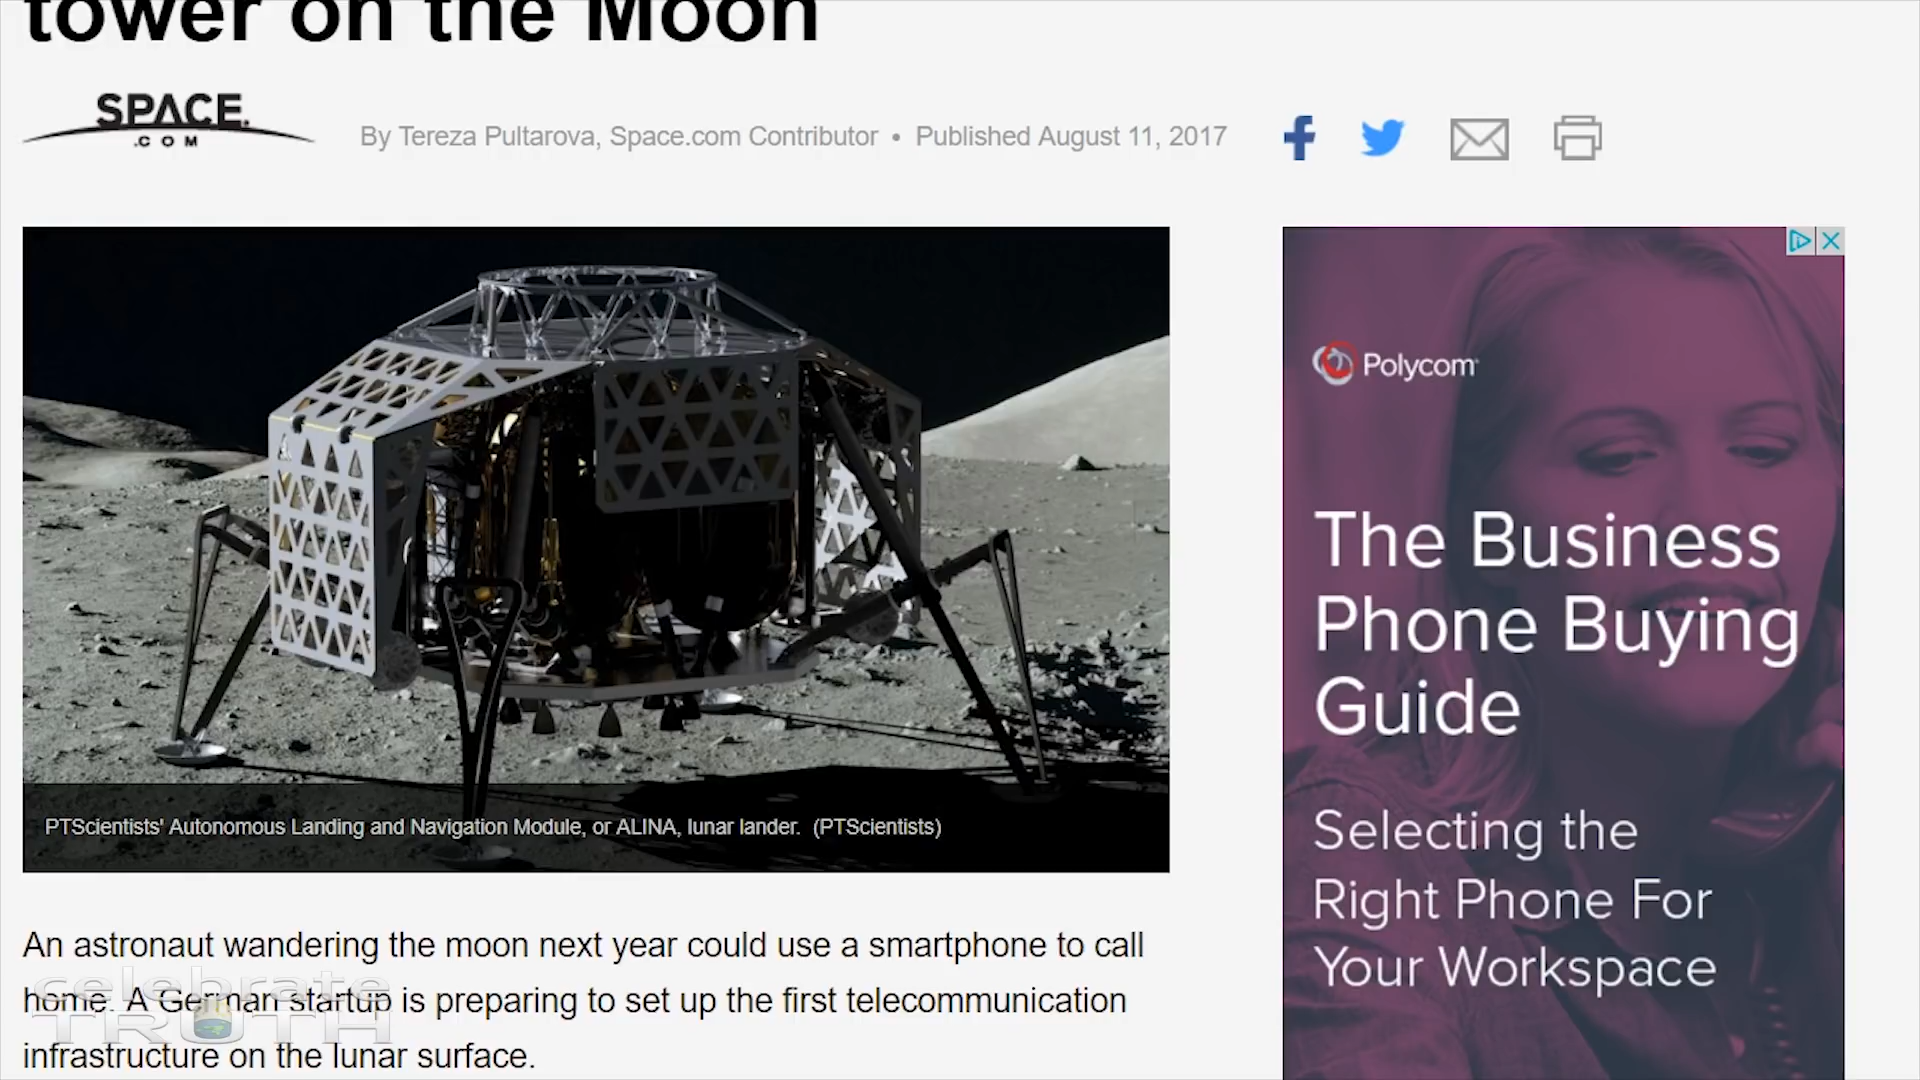 tower on the Moon
SPACE.
.COM
By Tereza Pultarova, Space.com Contributor • Published August 11, 2017
PTScientists' Autonomous Landing and Navigation Module, or ALINA, lunar lander. (PTScientists)
An astronaut wandering the moon next year could use a smartphone to call
home. A German startup is preparing to set up the first telecommunication
infrastructure on the lunar surface.
celebrate
TRUTH
Polycom
The Business
Phone Buying
Guide
Selecting the
Right Phone For
Your Workspace